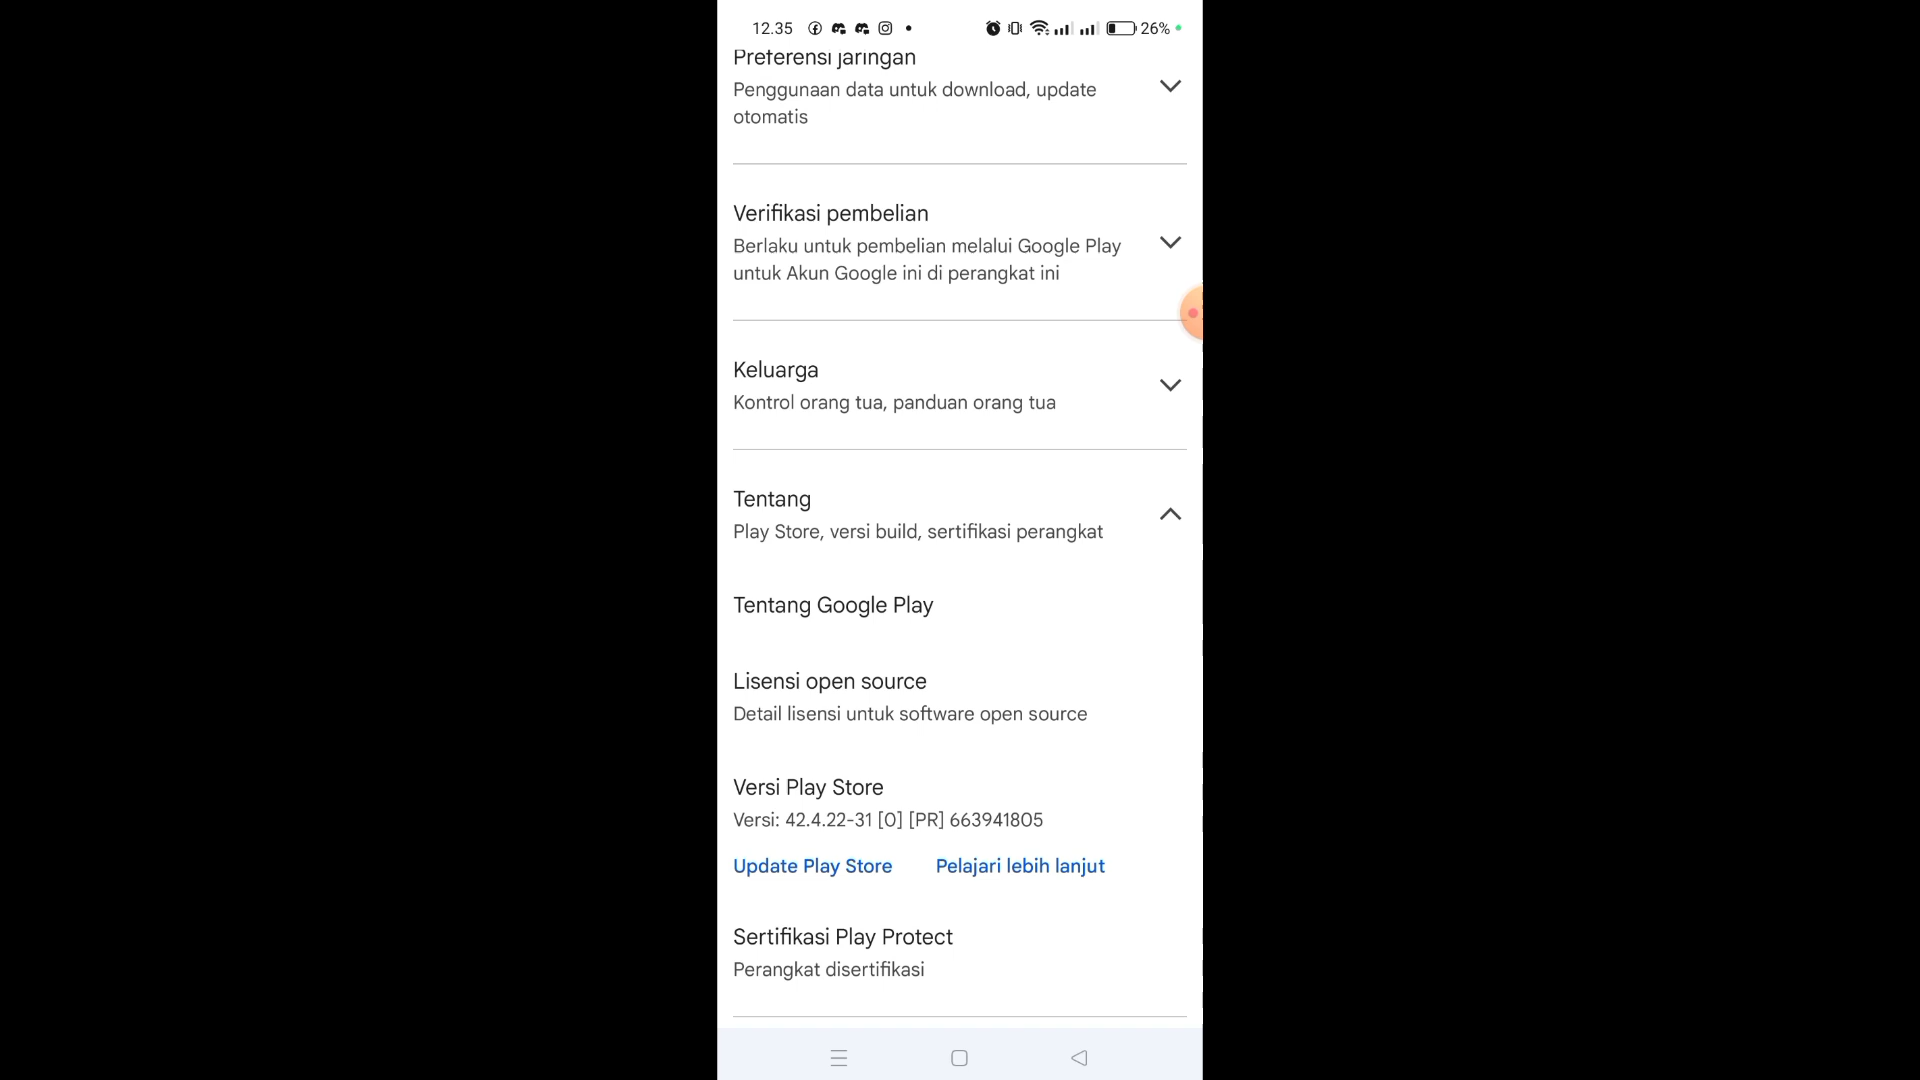 12.35
26%
Preferensi jaringan
Penggunaan data untuk download, update
otomatis
Verifikasi pembelian
Berlaku untuk pembelian melalui Google Play
untuk Akun Google ini di perangkat ini
Keluarga
Kontrol orang tua, panduan orang tua
Tentang
Play Store, versi build, sertifikasi perangkat
Tentang Google Play
Lisensi open source
Detail lisensi untuk software open source
Versi Play Store
Versi: 42.4.22-31 [0] [PR] 663941805
Update Play Store Pelajari lebih lanjut
Sertifikasi Play Protect
Perangkat disertifikasi